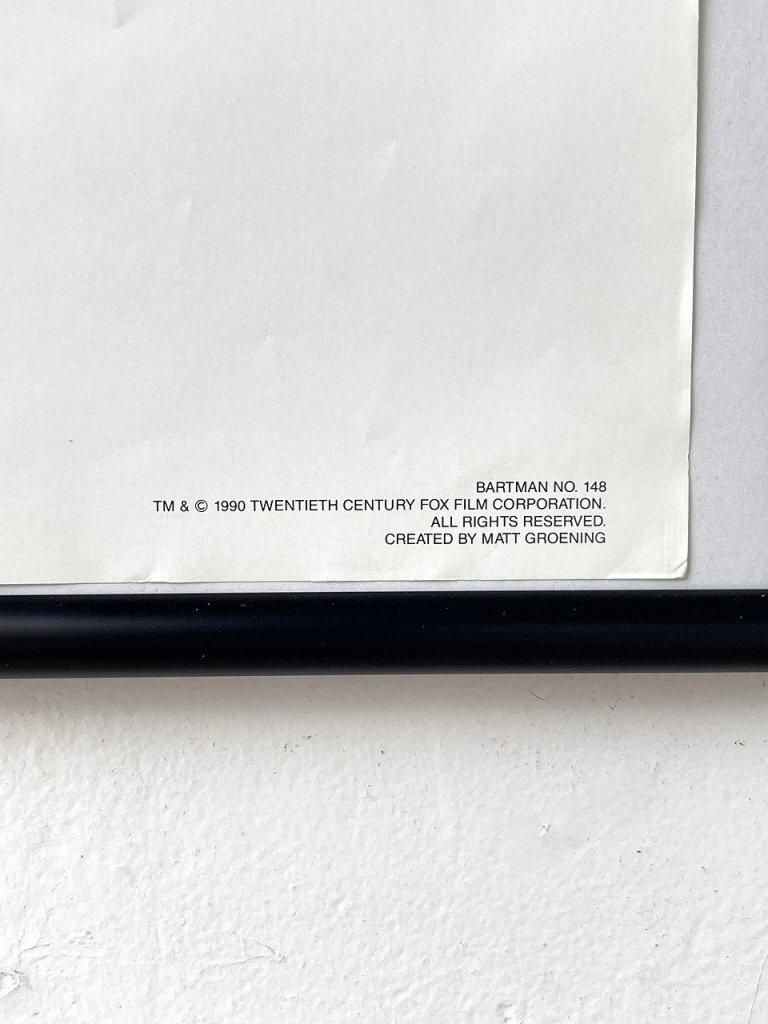 BARTMAN NO. 148
TM & © 1990 TWENTIETH CENTURY FOX FILM CORPORATION.
ALL RIGHTS RESERVED.
CREATED BY MATT GROENING